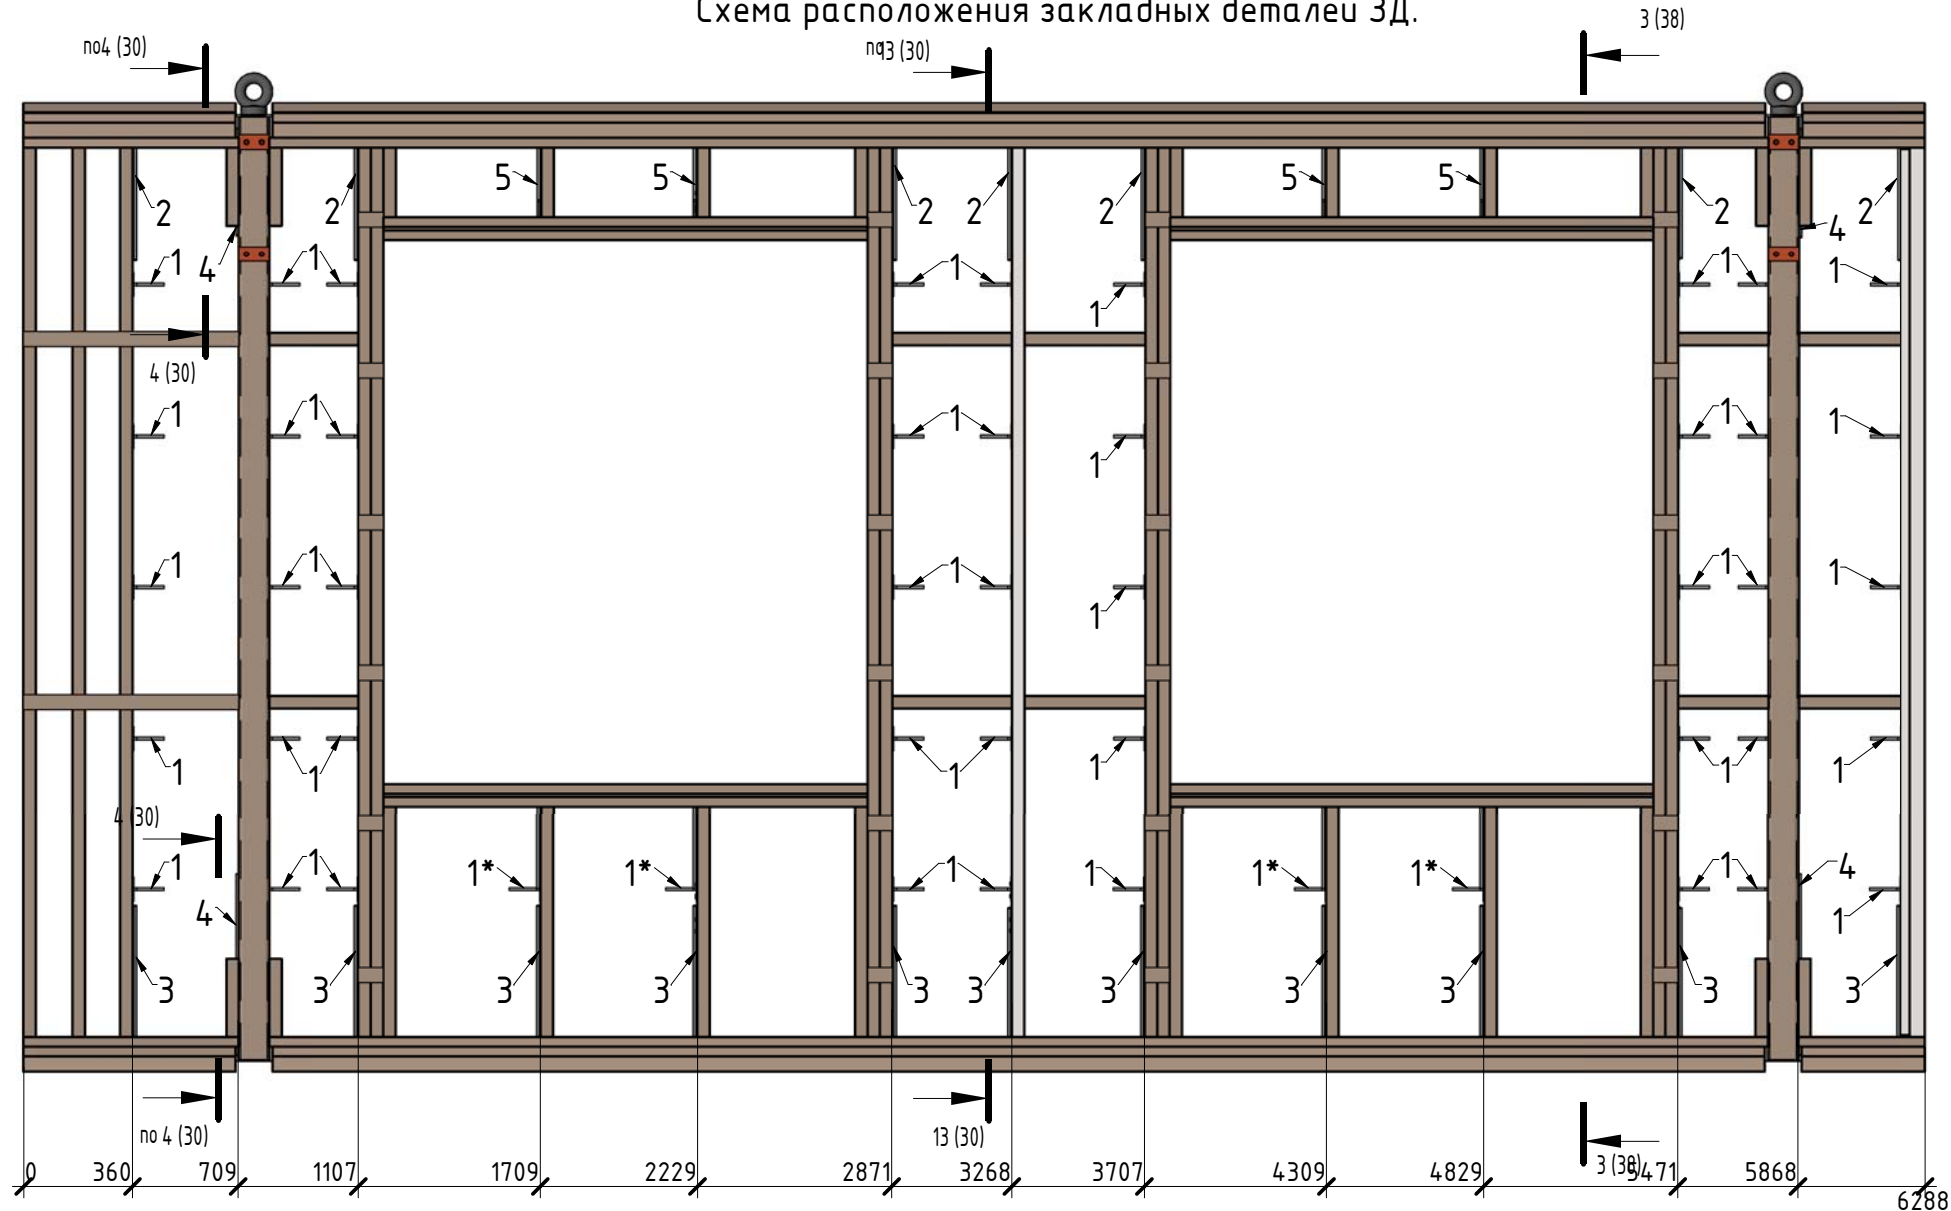 Схема расположения закладных деталей ЗД.
по4 (30) 13 (30) 3 (38)
5 5 5 5
2 2 2 2 2 2 2
4 4
1 1 1 1 1 1
1
4 (30)
1 1 1 1 1
1
1 1 1 1 1
1
1 1 1 1 1 1
4 (30)
1 1 1* 1* 1 1 1* 1* 1 4
4 1
3 3 3 3 3 3 3 3 3 3 3
по 4 (30) 13 (30) 3 (38)
0 360 709 1107 1709 2229 2871 3268 3707 4309 4829 5471 5868
6288